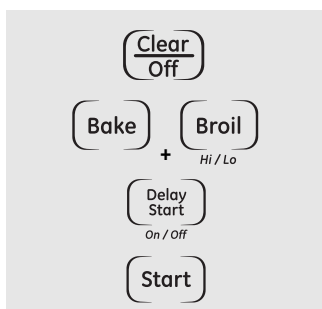 Clear
Off
Bake Broil
+ Hi / Lo
Delay
Start
On / Off
Start